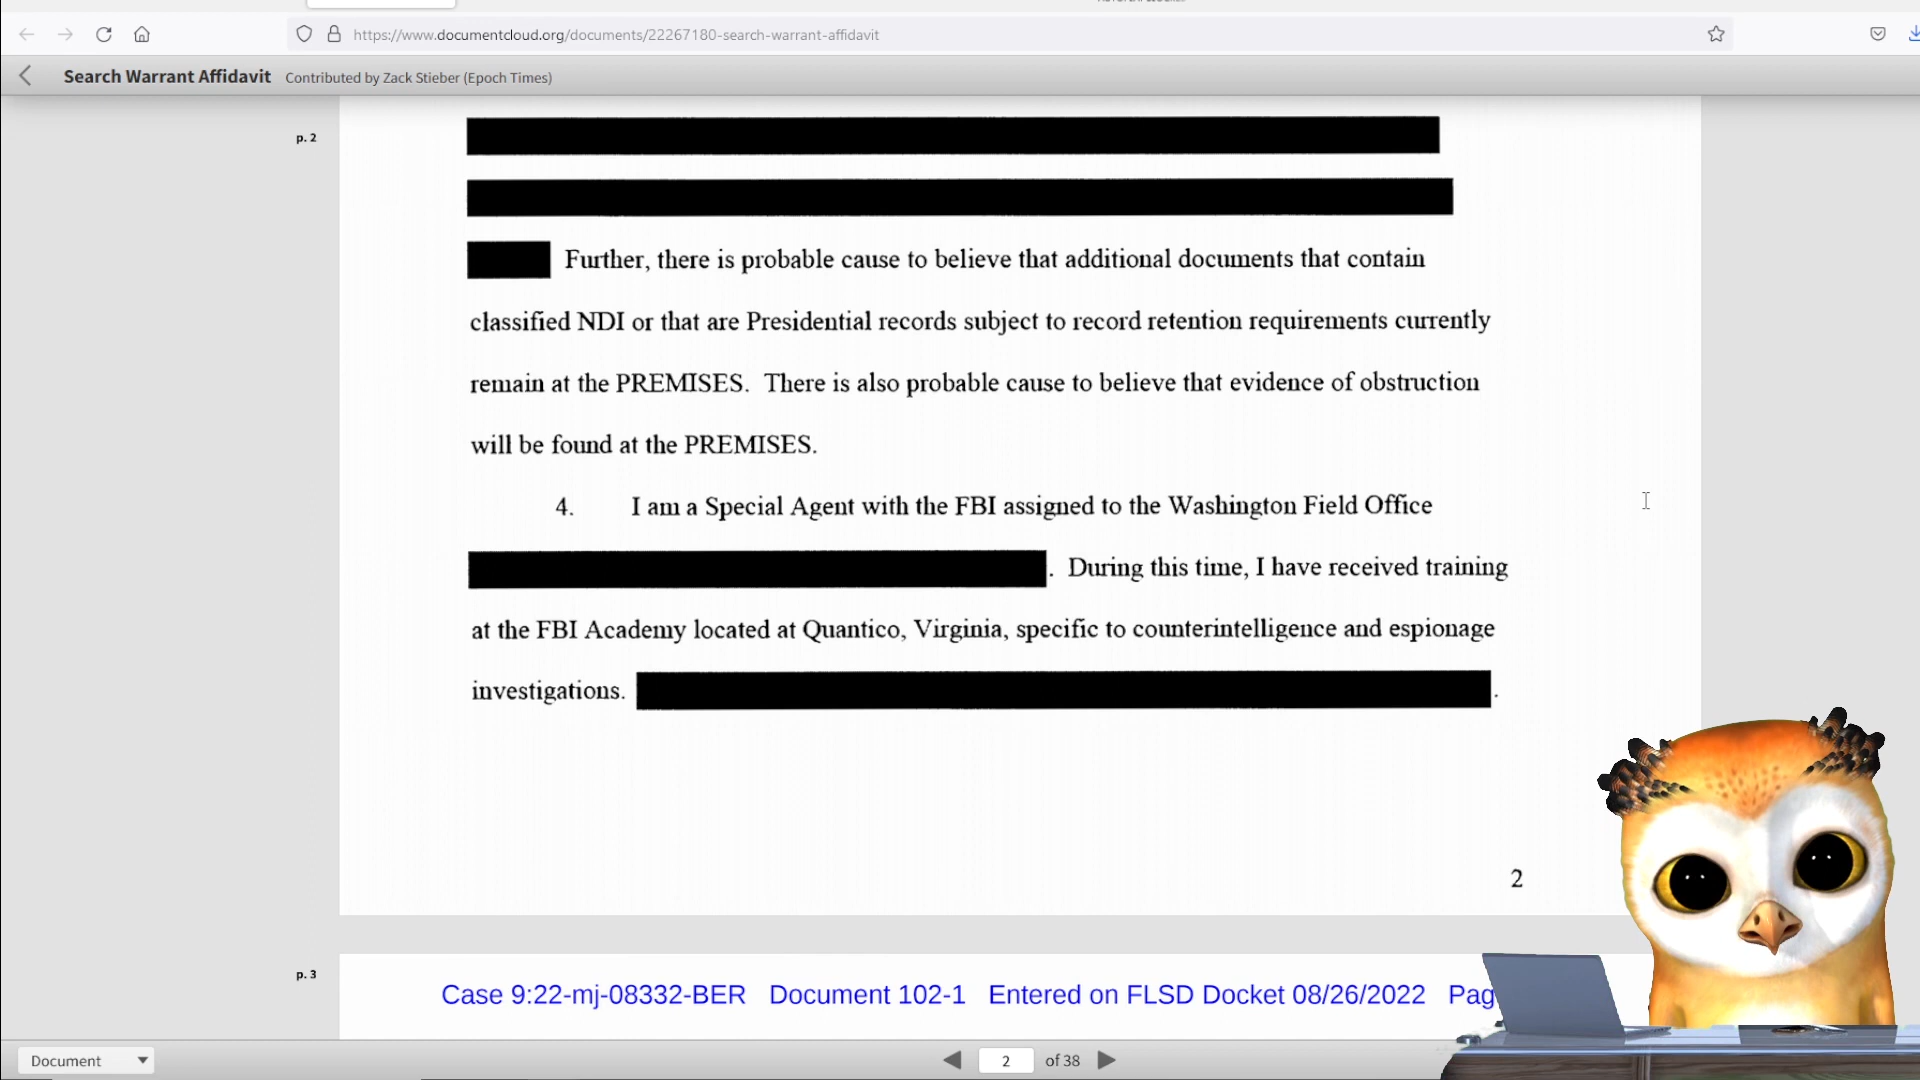 https://www.documentcloud.org/documents/22267180-search-warrant-affidavit
Search Warrant Affidavit Contributed by Zack Stieber (Epoch Times)
p. 2
Further, there is probable cause to believe that additional documents that contain
classified NDI or that are Presidential records subject to record retention requirements currently
remain at the PREMISES. There is also probable cause to believe that evidence of obstruction
will be found at the PREMISES.
4. I am a Special Agent with the FBI assigned to the Washington Field Office
. During this time, I have received training
at the FBI Academy located at Quantico, Virginia, specific to counterintelligence and espionage
investigations. .
2
p. 3
Case 9:22-mj-08332-BER Document 102-1 Entered on FLSD Docket 08/26/2022 Pag
Document 2 of 38